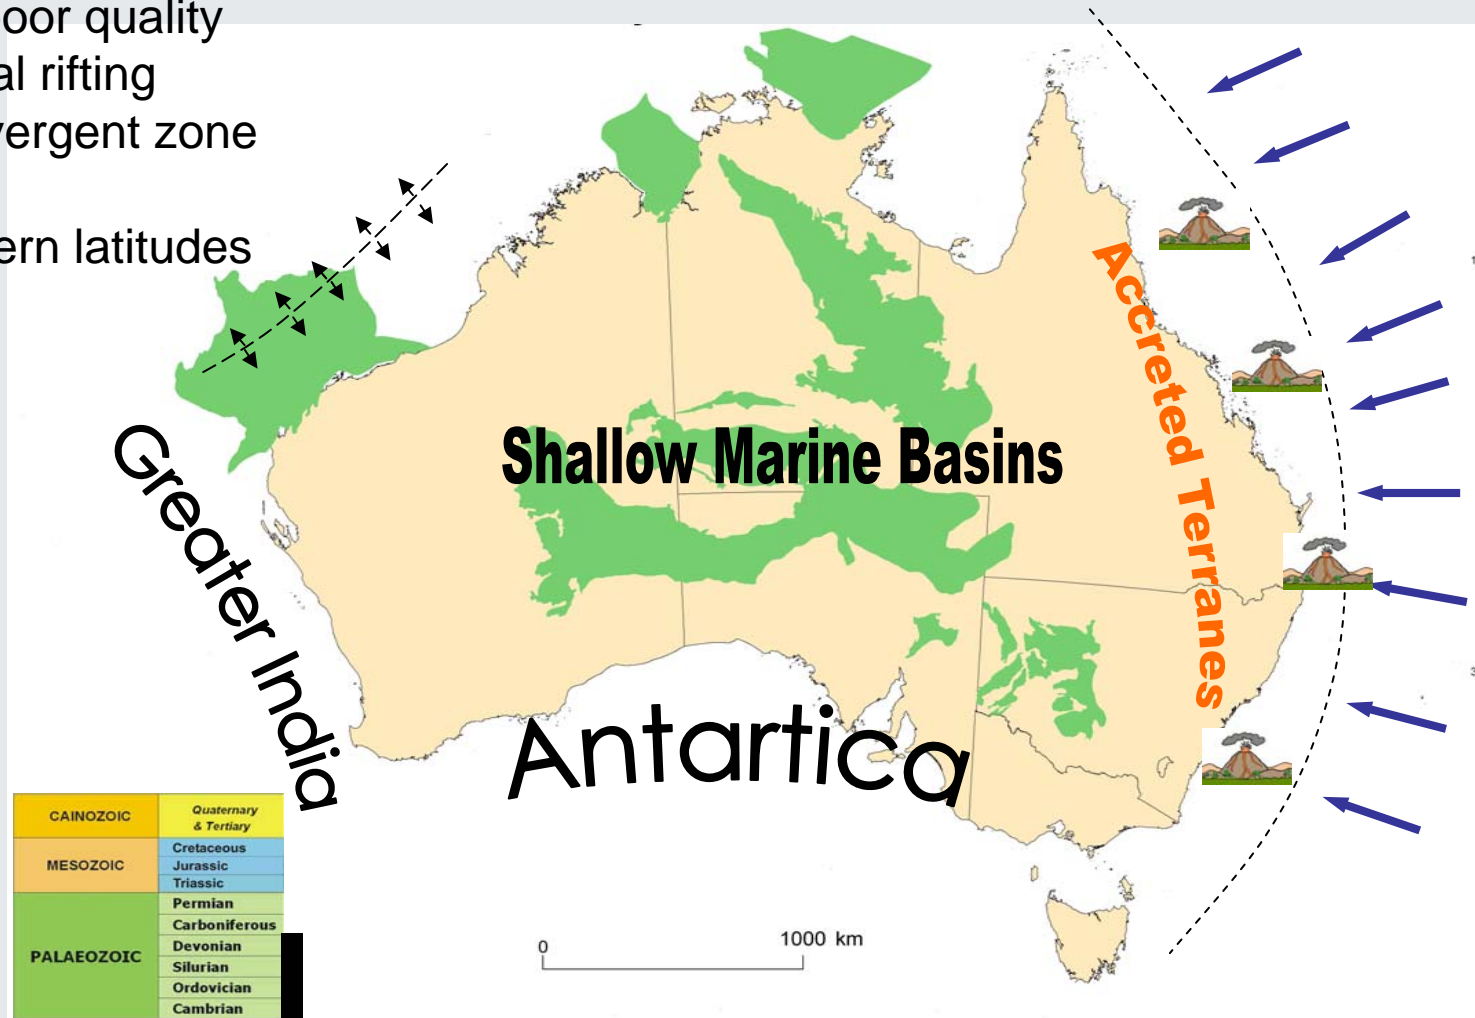 oor quality
al rifting
vergent zone
ern latitudes
Accreted Terranes
Shallow Marine Basins
Greater India
Antartica
CAINOZOIC
Quaternary
& Tertiary
MESOZOIC
Cretaceous
Jurassic
Triassic
PALAEOZOIC
Permian
Carboniferous
Devonian
Silurian
Ordovician
Cambrian
0
1000 km